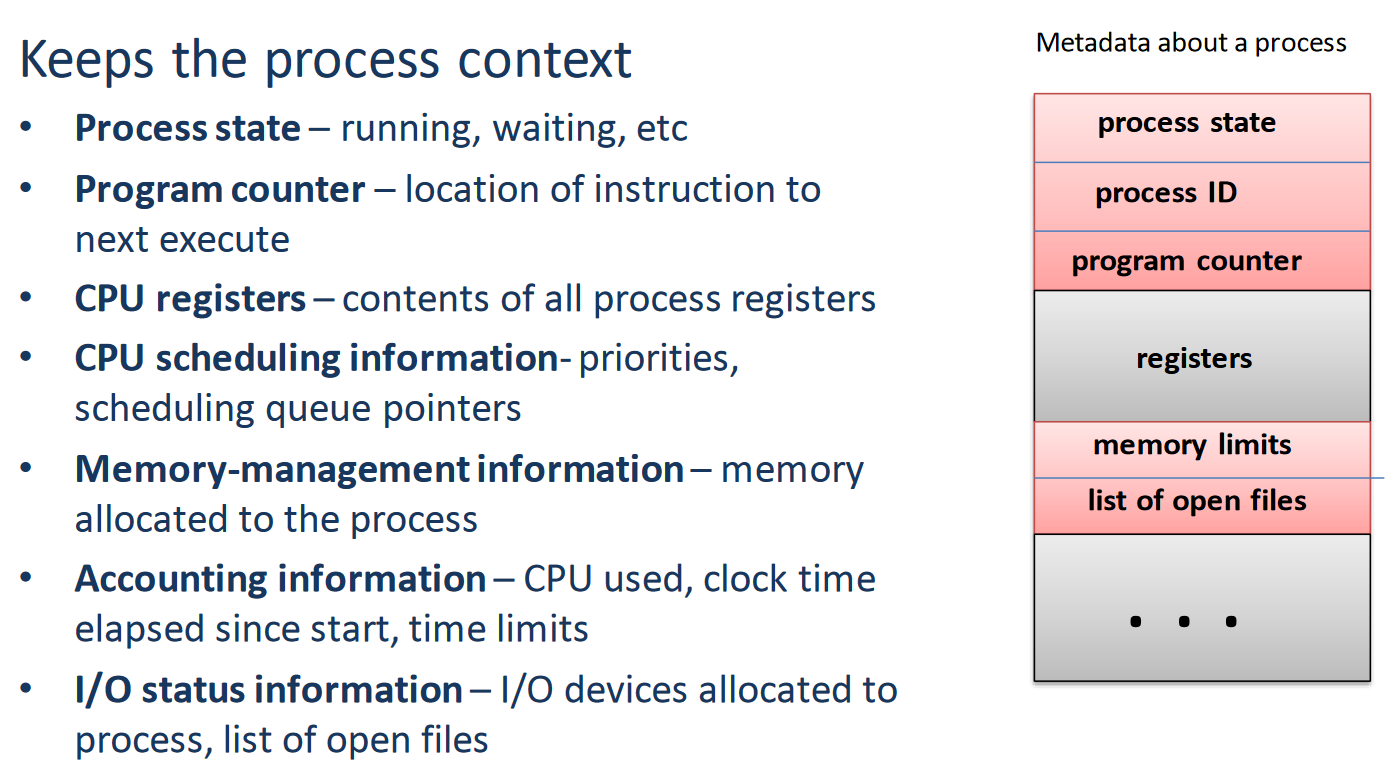 Keeps the process context
• Process state – running, waiting, etc
• Program counter – location of instruction to
next execute
• CPU registers – contents of all process registers
• CPU scheduling information- priorities,
scheduling queue pointers
• Memory-management information – memory
allocated to the process
• Accounting information – CPU used, clock time
elapsed since start, time limits
• I/O status information – I/O devices allocated to
process, list of open files
Metadata about a process
process state
process ID
program counter
registers
memory limits
list of open files
. . .